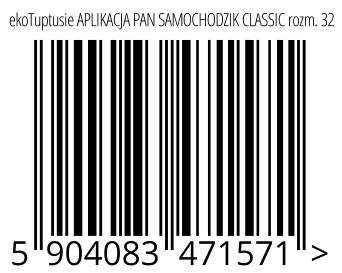 ekoTuptusie APLIKACJA PAN SAMOCHODZIK CLASSIC rozm. 32
5 904083 471571 >